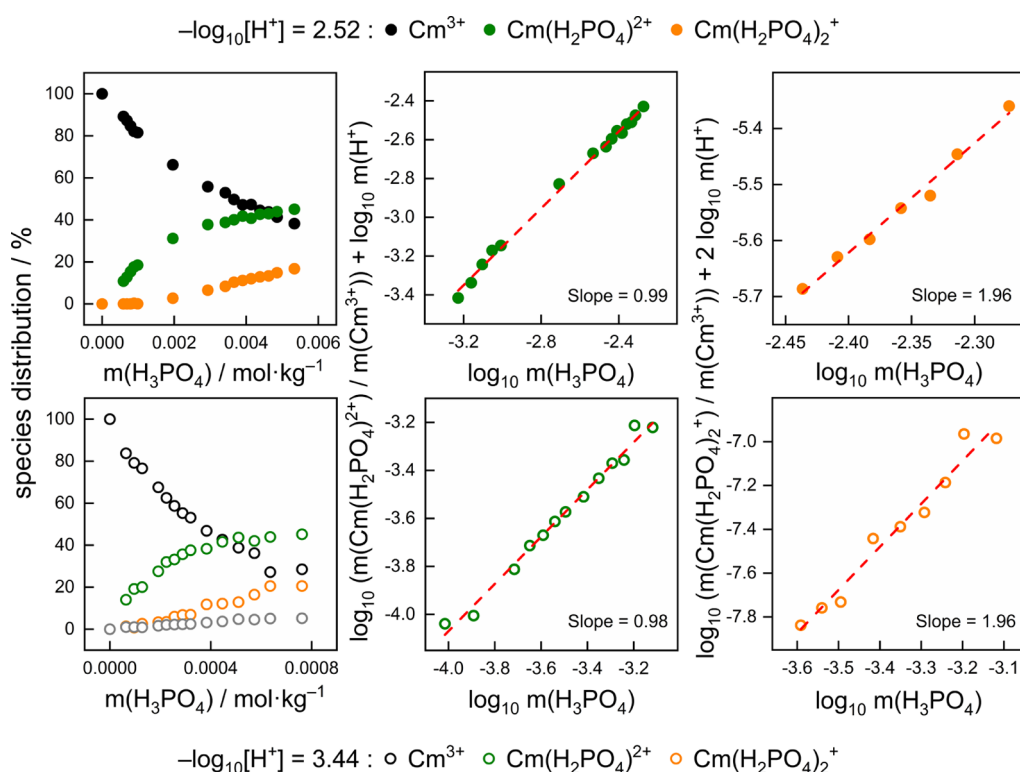 –log₁₀[H⁺] = 2.52 : Cm³⁺ Cm(H₂PO₄)²⁺ Cm(H₂PO₄)₂⁺
species distribution / %
100
80
60
40
20
0
0.000 0.002 0.004 0.006
m(H₃PO₄) / mol·kg⁻¹
log₁₀ (m(Cm(H₂PO₄)²⁺) / m(Cm³⁺)) + log₁₀ m(H⁺)
-2.4
-2.6
-2.8
-3.0
-3.2
-3.4
Slope = 0.99
-3.2 -2.8 -2.4
log₁₀ m(H₃PO₄)
log₁₀ (m(Cm(H₂PO₄)₂⁺) / m(Cm³⁺)) + 2 log₁₀ m(H⁺)
-5.4
-5.5
-5.6
-5.7
Slope = 1.96
-2.45 -2.40 -2.35 -2.30
log₁₀ m(H₃PO₄)
100
80
60
40
20
0
0.0000 0.0004 0.0008
m(H₃PO₄) / mol·kg⁻¹
-3.2
-3.4
-3.6
-3.8
-4.0
Slope = 0.98
-4.0 -3.8 -3.6 -3.4 -3.2
log₁₀ m(H₃PO₄)
-7.0
-7.2
-7.4
-7.6
-7.8
Slope = 1.96
-3.6 -3.5 -3.4 -3.3 -3.2 -3.1
log₁₀ m(H₃PO₄)
–log₁₀[H⁺] = 3.44 : Cm³⁺ Cm(H₂PO₄)²⁺ Cm(H₂PO₄)₂⁺